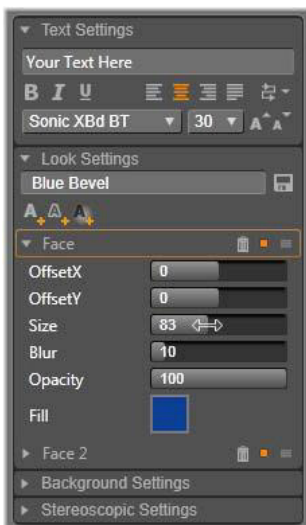 Text Settings
Your Text Here
B I U
Sonic XBd BT 30 A A
Look Settings
Blue Bevel
A A A
Face
OffsetX 0
OffsetY 0
Size 83
Blur 10
Opacity 100
Fill
Face 2
Background Settings
Stereoscopic Settings